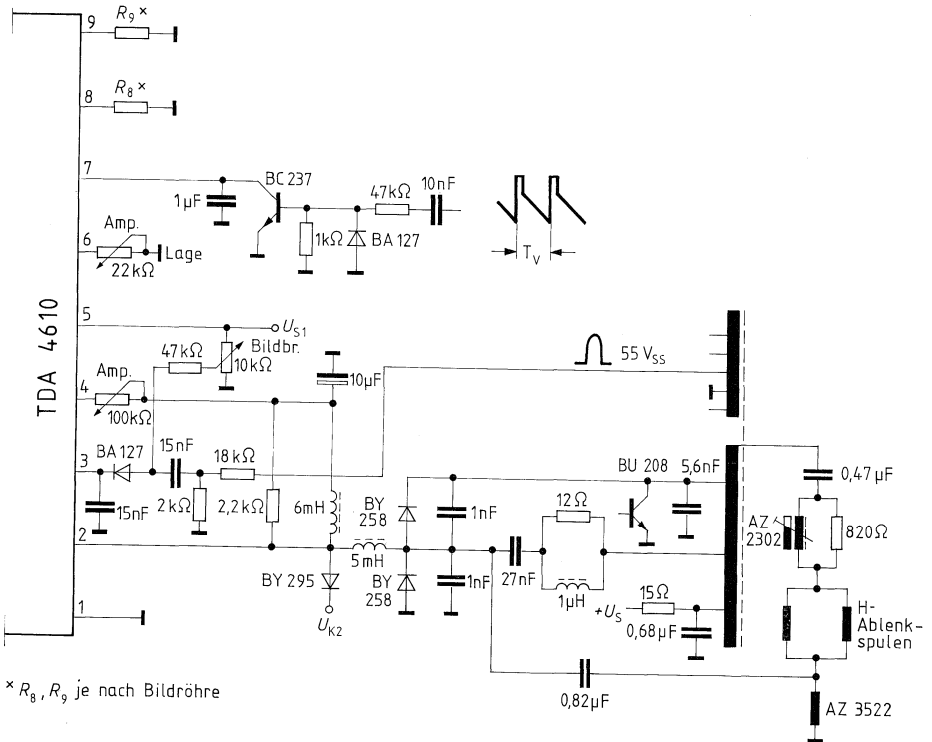 9
R₉ˣ
8
R₈ˣ
7
BC 237
1µF
47kΩ
10nF
1kΩ
BA 127
T_V
Amp.
6
22kΩ
Lage
TDA 4610
5
U_S1
Bildbr.
47kΩ
10kΩ
55 V_SS
Amp.
4
100kΩ
10µF
BA 127
15nF
18kΩ
3
15nF
2kΩ
2,2kΩ
6mH
BY 258
1nF
12Ω
BU 208
5,6nF
0,47µF
AZ 2302
820Ω
2
5mH
BY 295
BY 258
1nF
27nF
1µH
15Ω
+U_S
0,68µF
U_K2
1
H-
Ablenk-
spulen
ˣ R₈, R₉ je nach Bildröhre
0,82µF
AZ 3522